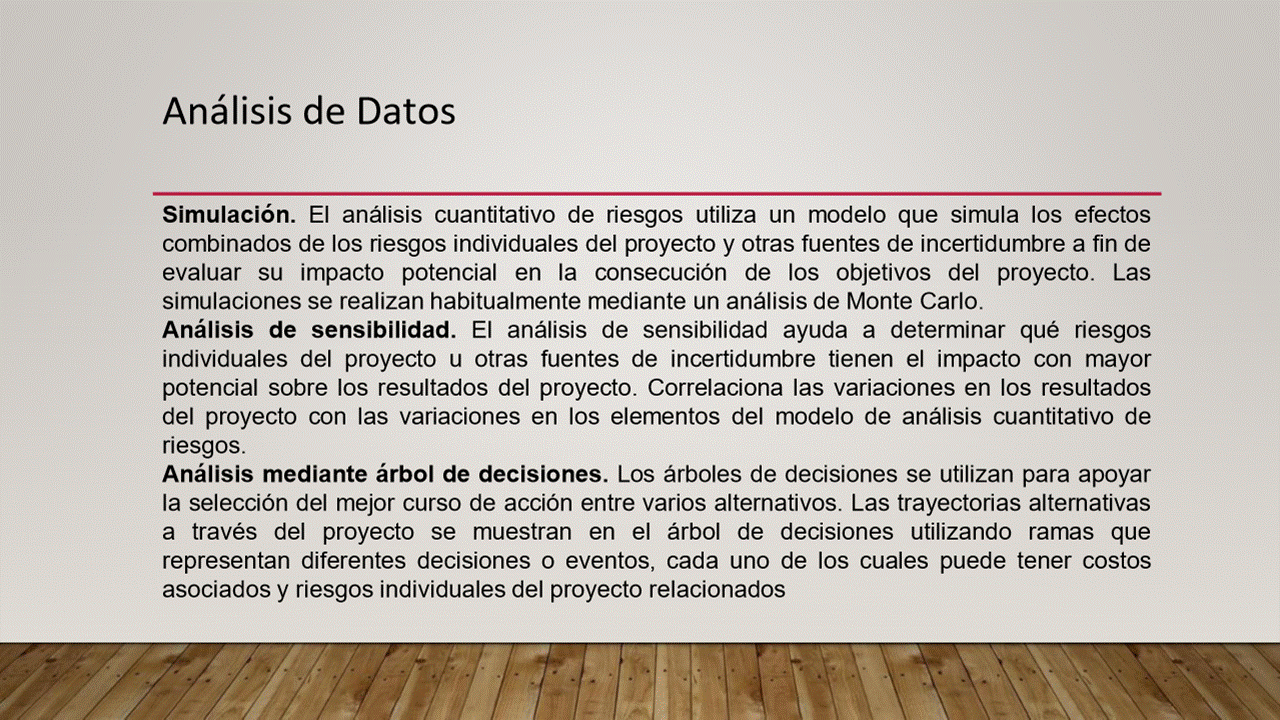 Análisis de Datos
Simulación. El análisis cuantitativo de riesgos utiliza un modelo que simula los efectos
combinados de los riesgos individuales del proyecto y otras fuentes de incertidumbre a fin de
evaluar su impacto potencial en la consecución de los objetivos del proyecto. Las
simulaciones se realizan habitualmente mediante un análisis de Monte Carlo.
Análisis de sensibilidad. El análisis de sensibilidad ayuda a determinar qué riesgos
individuales del proyecto u otras fuentes de incertidumbre tienen el impacto con mayor
potencial sobre los resultados del proyecto. Correlaciona las variaciones en los resultados
del proyecto con las variaciones en los elementos del modelo de análisis cuantitativo de
riesgos.
Análisis mediante árbol de decisiones. Los árboles de decisiones se utilizan para apoyar
la selección del mejor curso de acción entre varios alternativos. Las trayectorias alternativas
a través del proyecto se muestran en el árbol de decisiones utilizando ramas que
representan diferentes decisiones o eventos, cada uno de los cuales puede tener costos
asociados y riesgos individuales del proyecto relacionados